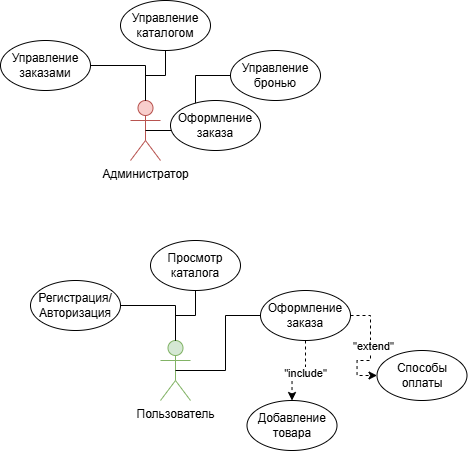 Управление
каталогом
Управление
заказами
Управление
бронью
Оформление
заказа
Администратор
Просмотр
каталога
Регистрация/
Авторизация
Оформление
заказа
"extend"
"include"
Способы
оплаты
Пользователь
Добавление
товара